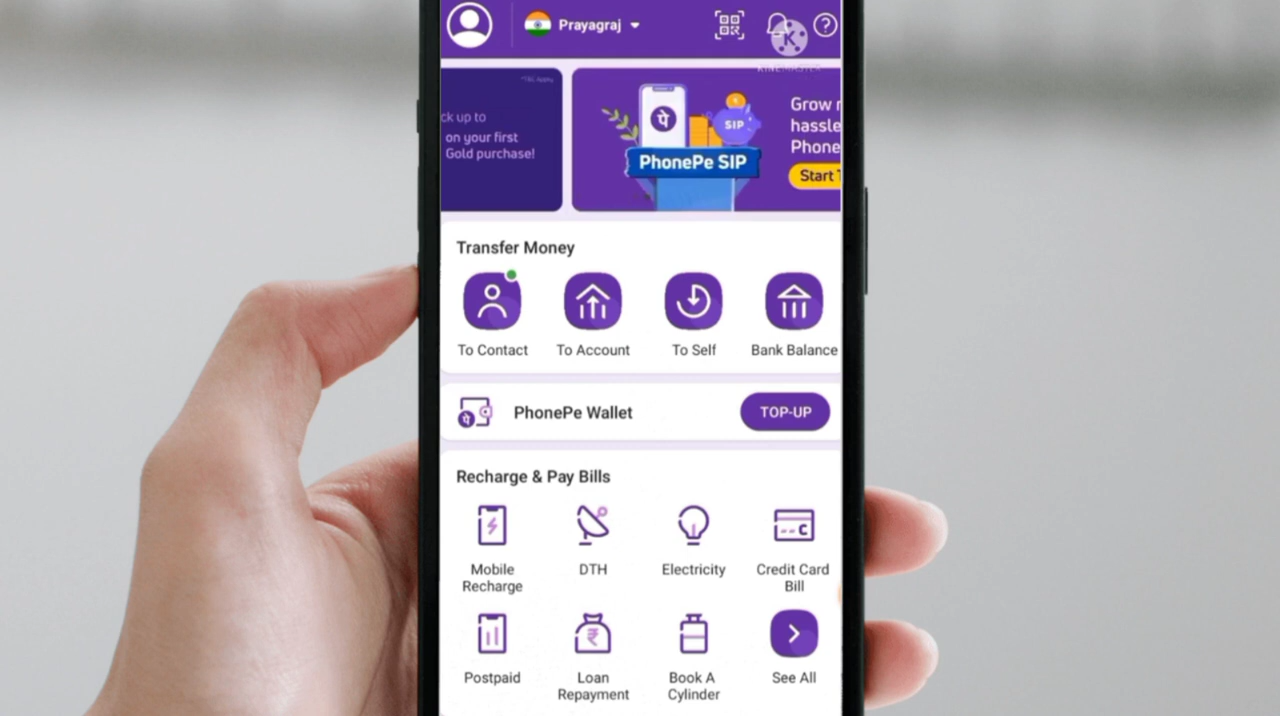 Prayagraj
KINEMASTER
*T&C Apply
ck up to
on your first
Gold purchase!
पे
SIP
PhonePe SIP
Grow
hassle
Phone
Start
Transfer Money
To Contact
To Account
To Self
Bank Balance
PhonePe Wallet
TOP-UP
Recharge & Pay Bills
Mobile
Recharge
DTH
Electricity
Credit Card
Bill
Postpaid
Loan
Repayment
Book A
Cylinder
See All